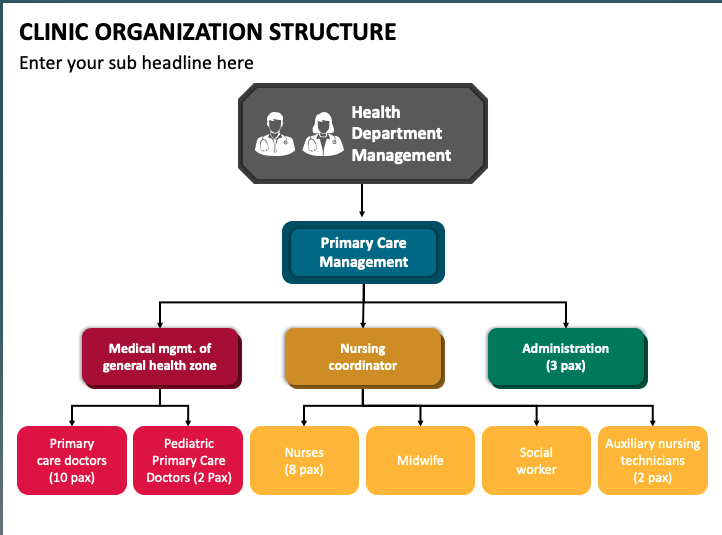 CLINIC ORGANIZATION STRUCTURE
Enter your sub headline here
Health
Department
Management
Primary Care
Management
Medical mgmt. of
general health zone
Nursing
coordinator
Administration
(3 pax)
Primary
care doctors
(10 pax)
Pediatric
Primary Care
Doctors (2 Pax)
Nurses
(8 pax)
Midwife
Social
worker
Auxiliary nursing
technicians
(2 pax)